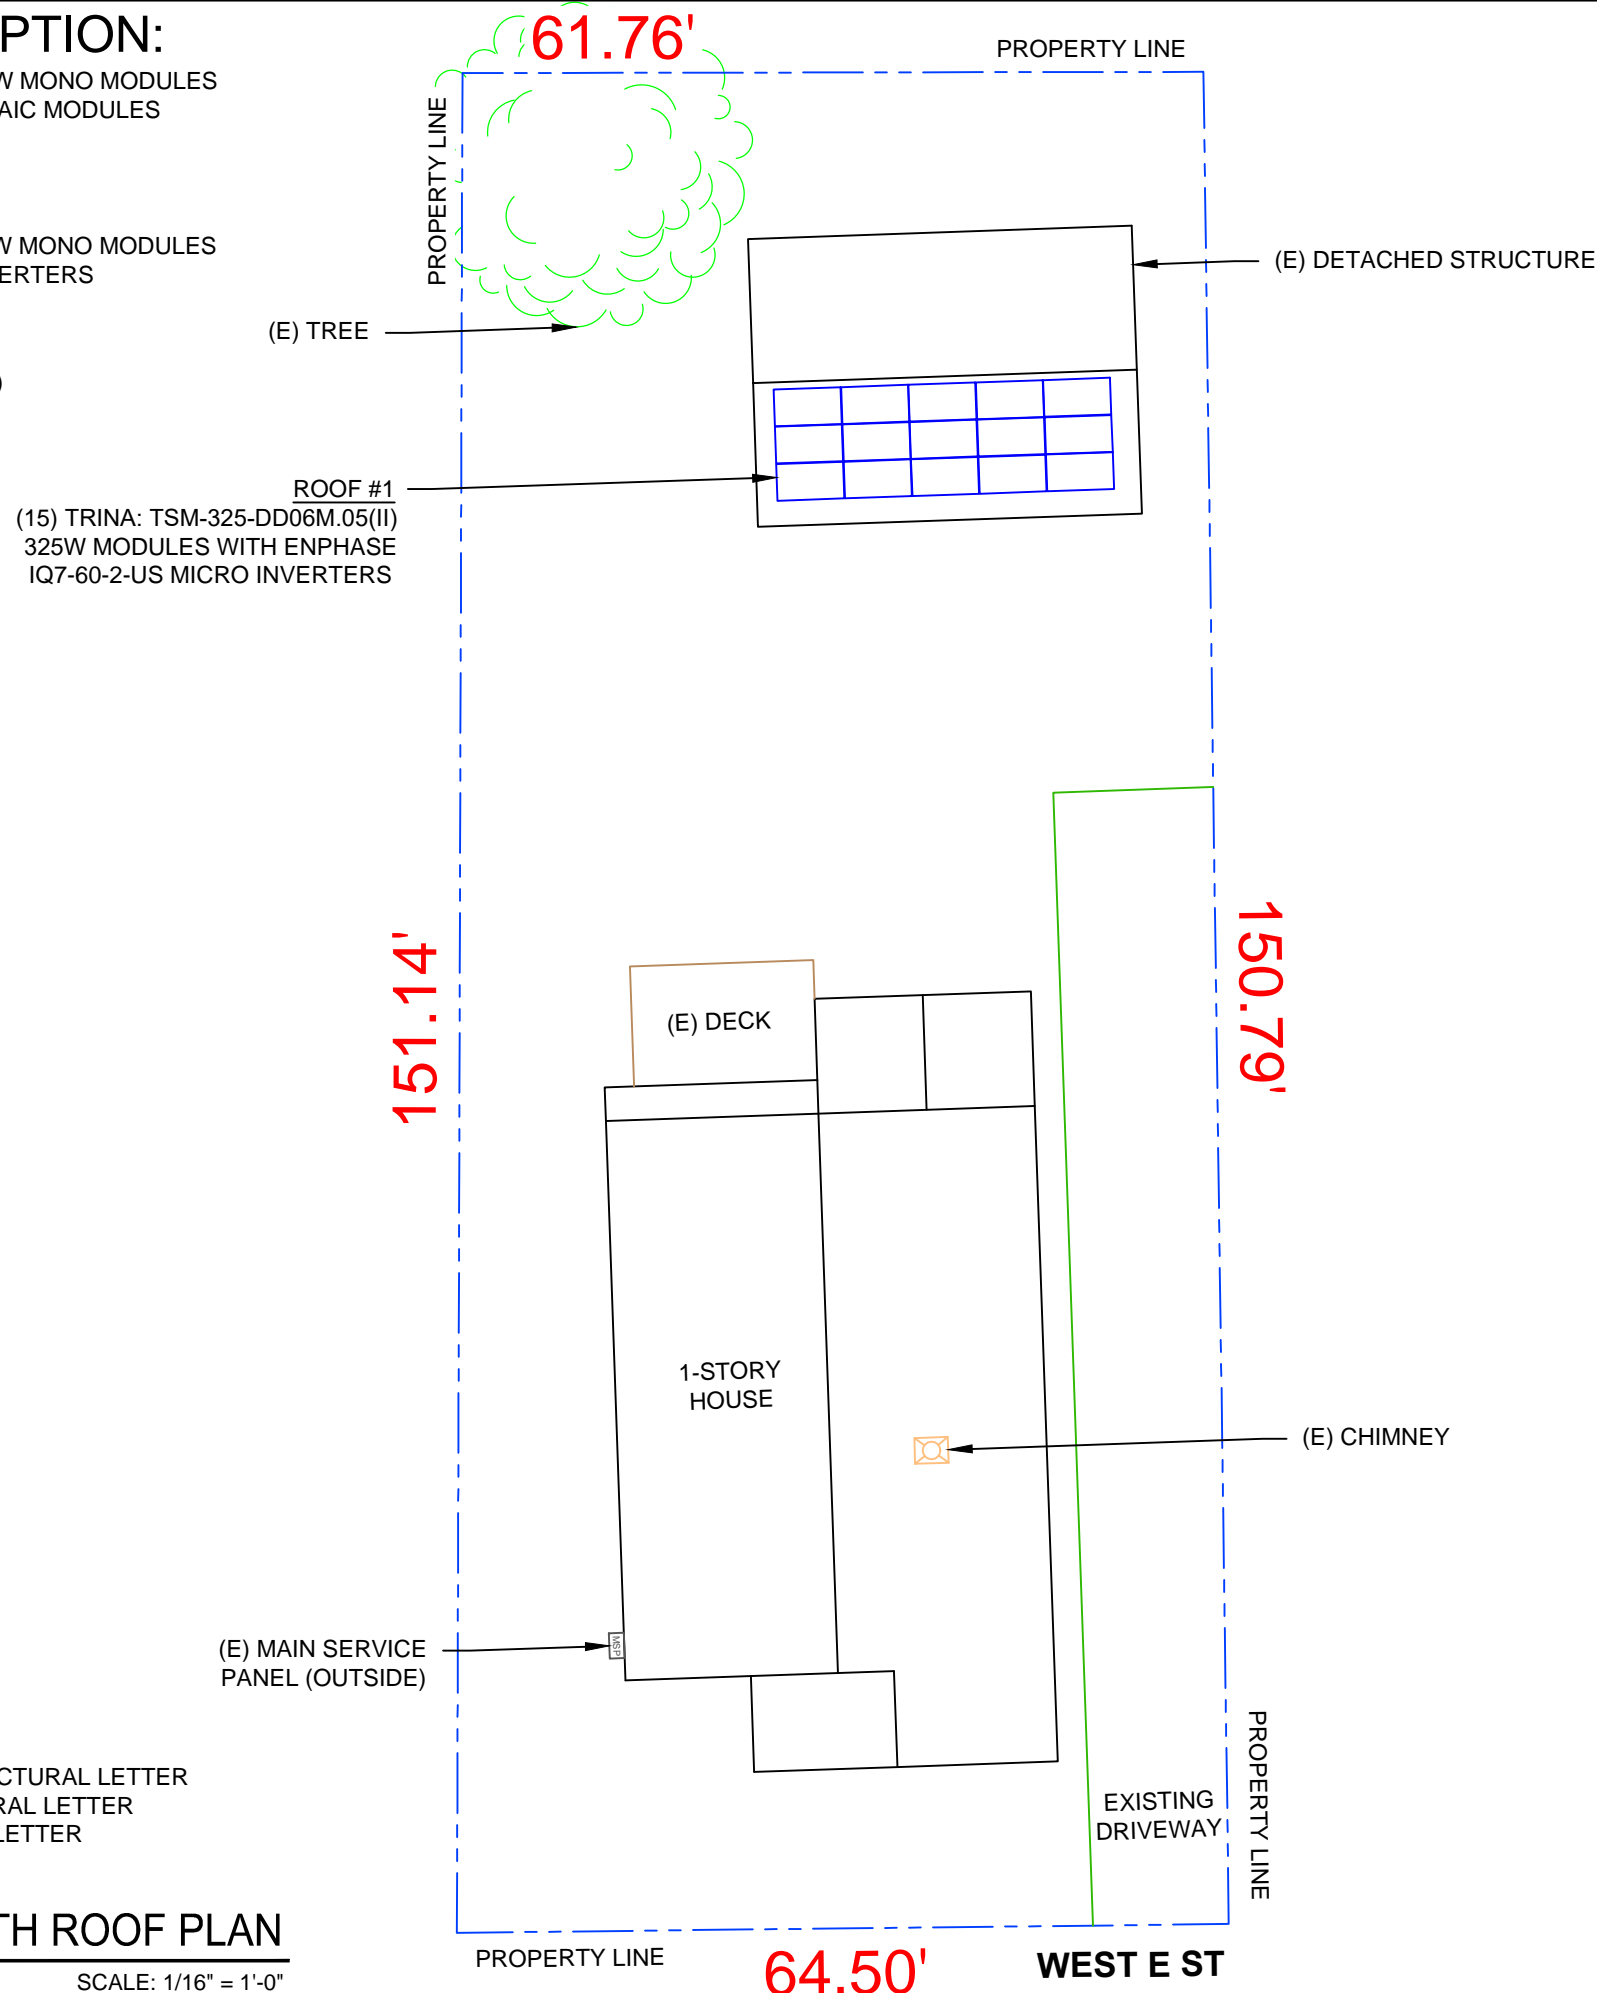 PTION:
W MONO MODULES
AIC MODULES
W MONO MODULES
ERTERS
)
61.76'
PROPERTY LINE
PROPERTY LINE
(E) DETACHED STRUCTURE
(E) TREE
ROOF #1
(15) TRINA: TSM-325-DD06M.05(II)
325W MODULES WITH ENPHASE
IQ7-60-2-US MICRO INVERTERS
151.14'
150.79'
(E) DECK
1-STORY
HOUSE
(E) CHIMNEY
MSP
(E) MAIN SERVICE
PANEL (OUTSIDE)
PROPERTY LINE
EXISTING
DRIVEWAY
CTURAL LETTER
RAL LETTER
LETTER
TH ROOF PLAN
SCALE: 1/16" = 1'-0"
PROPERTY LINE
64.50'
WEST E ST